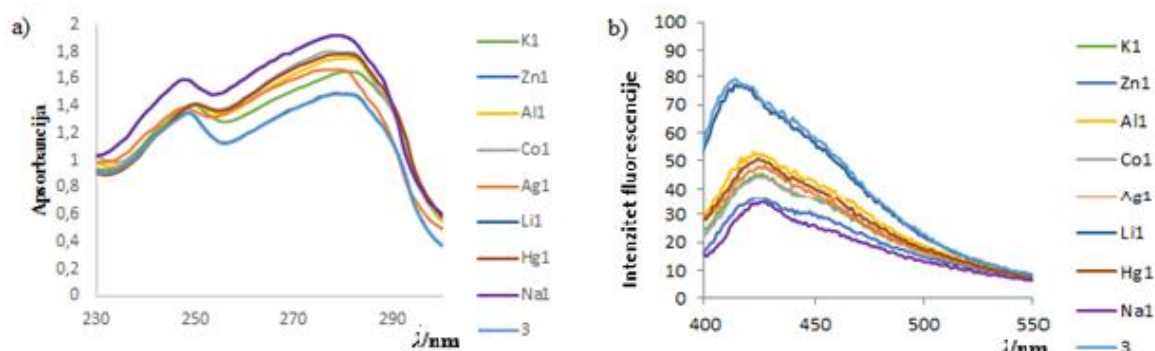 a)
Apsorbancija
2
1,8
1,6
1,4
1,2
1
0,8
0,6
0,4
0,2
0
230
250
270
290
λ/nm
K1
Zn1
Al1
Co1
Ag1
Li1
Hg1
Na1
3
b)
Intenzitet fluorescencije
100
90
80
70
60
50
40
30
20
10
0
400
450
500
550
λ/nm
K1
Zn1
Al1
Co1
Ag1
Li1
Hg1
Na1
3